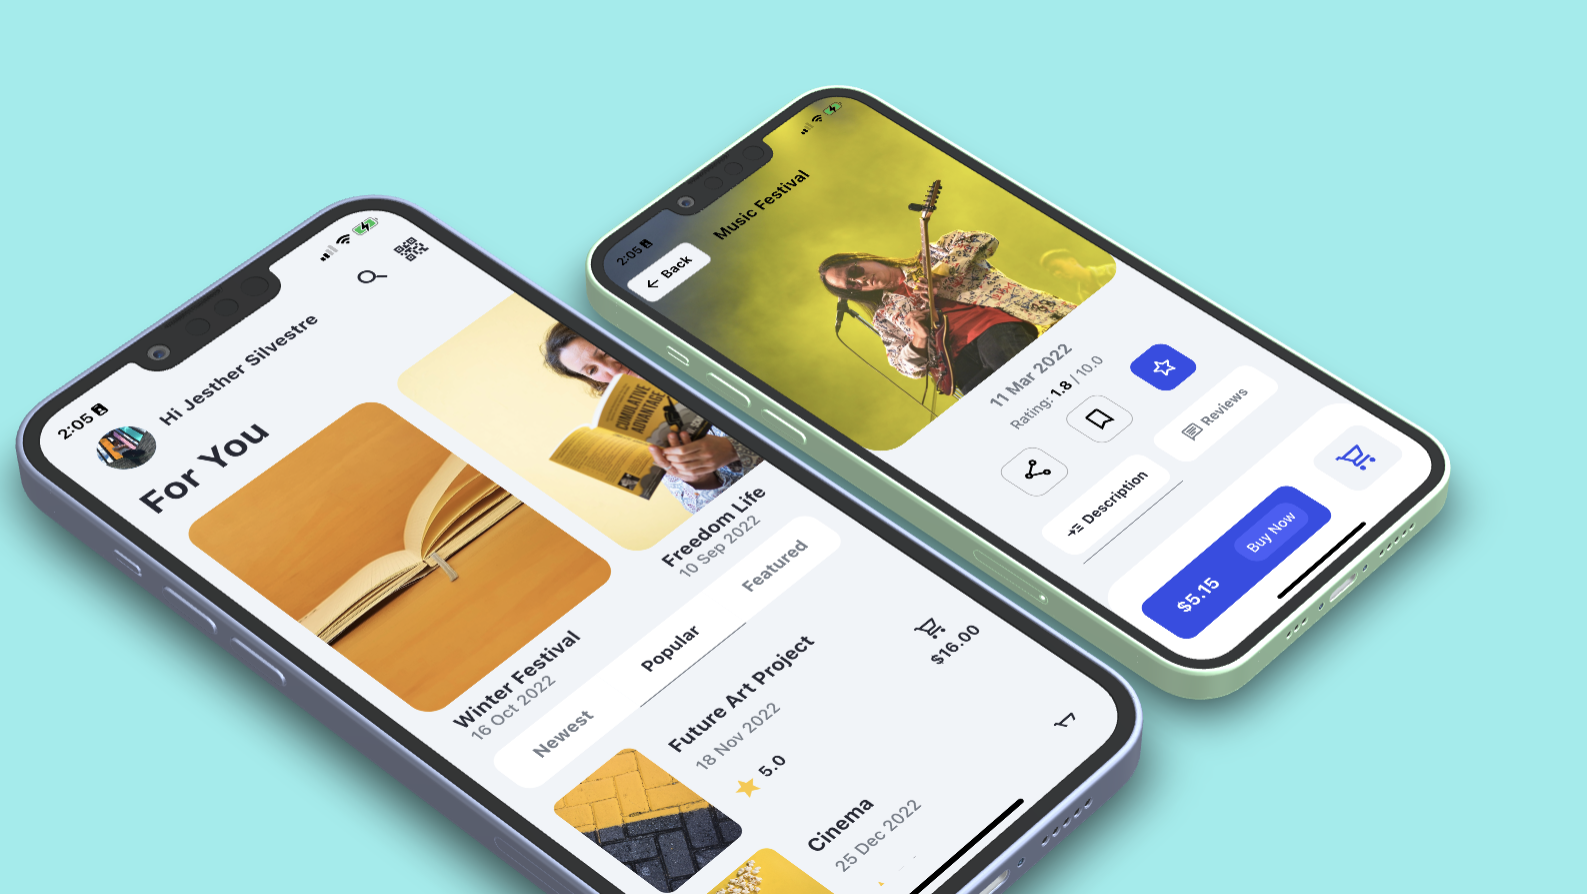 2:05
Hi Jesther Silvestre
For You
CUMULATIVE
ADVANTAGE
Winter Festival
16 Oct 2022
Freedom Life
10 Sep 2022
Newest
Popular
Featured
Future Art Project
18 Nov 2022
5.0
$16.00
Cinema
25 Dec 2022
2:05
Back
Music Festival
11 Mar 2022
Rating: 1.8 / 10.0
Description
Reviews
$5.15
Buy Now